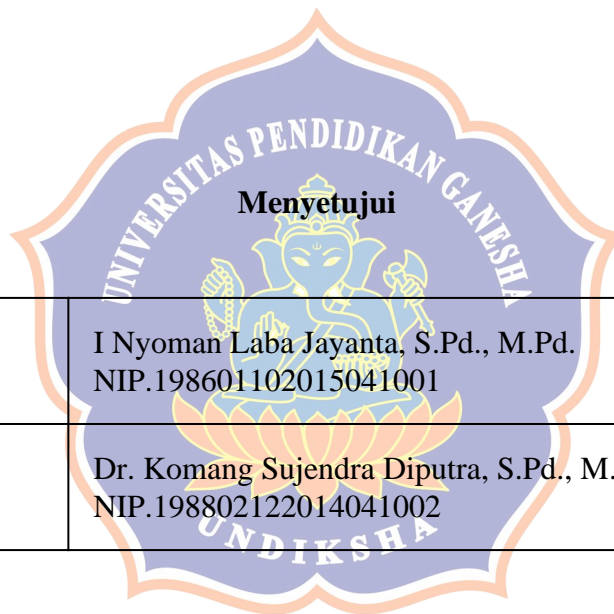 UNIVERSITAS PENDIDIKAN GANESHA
Menyetujui
I Nyoman Laba Jayanta, S.Pd., M.Pd.
NIP.198601102015041001
Dr. Komang Sujendra Diputra, S.Pd., M.
NIP.198802122014041002
UNDIKSHA